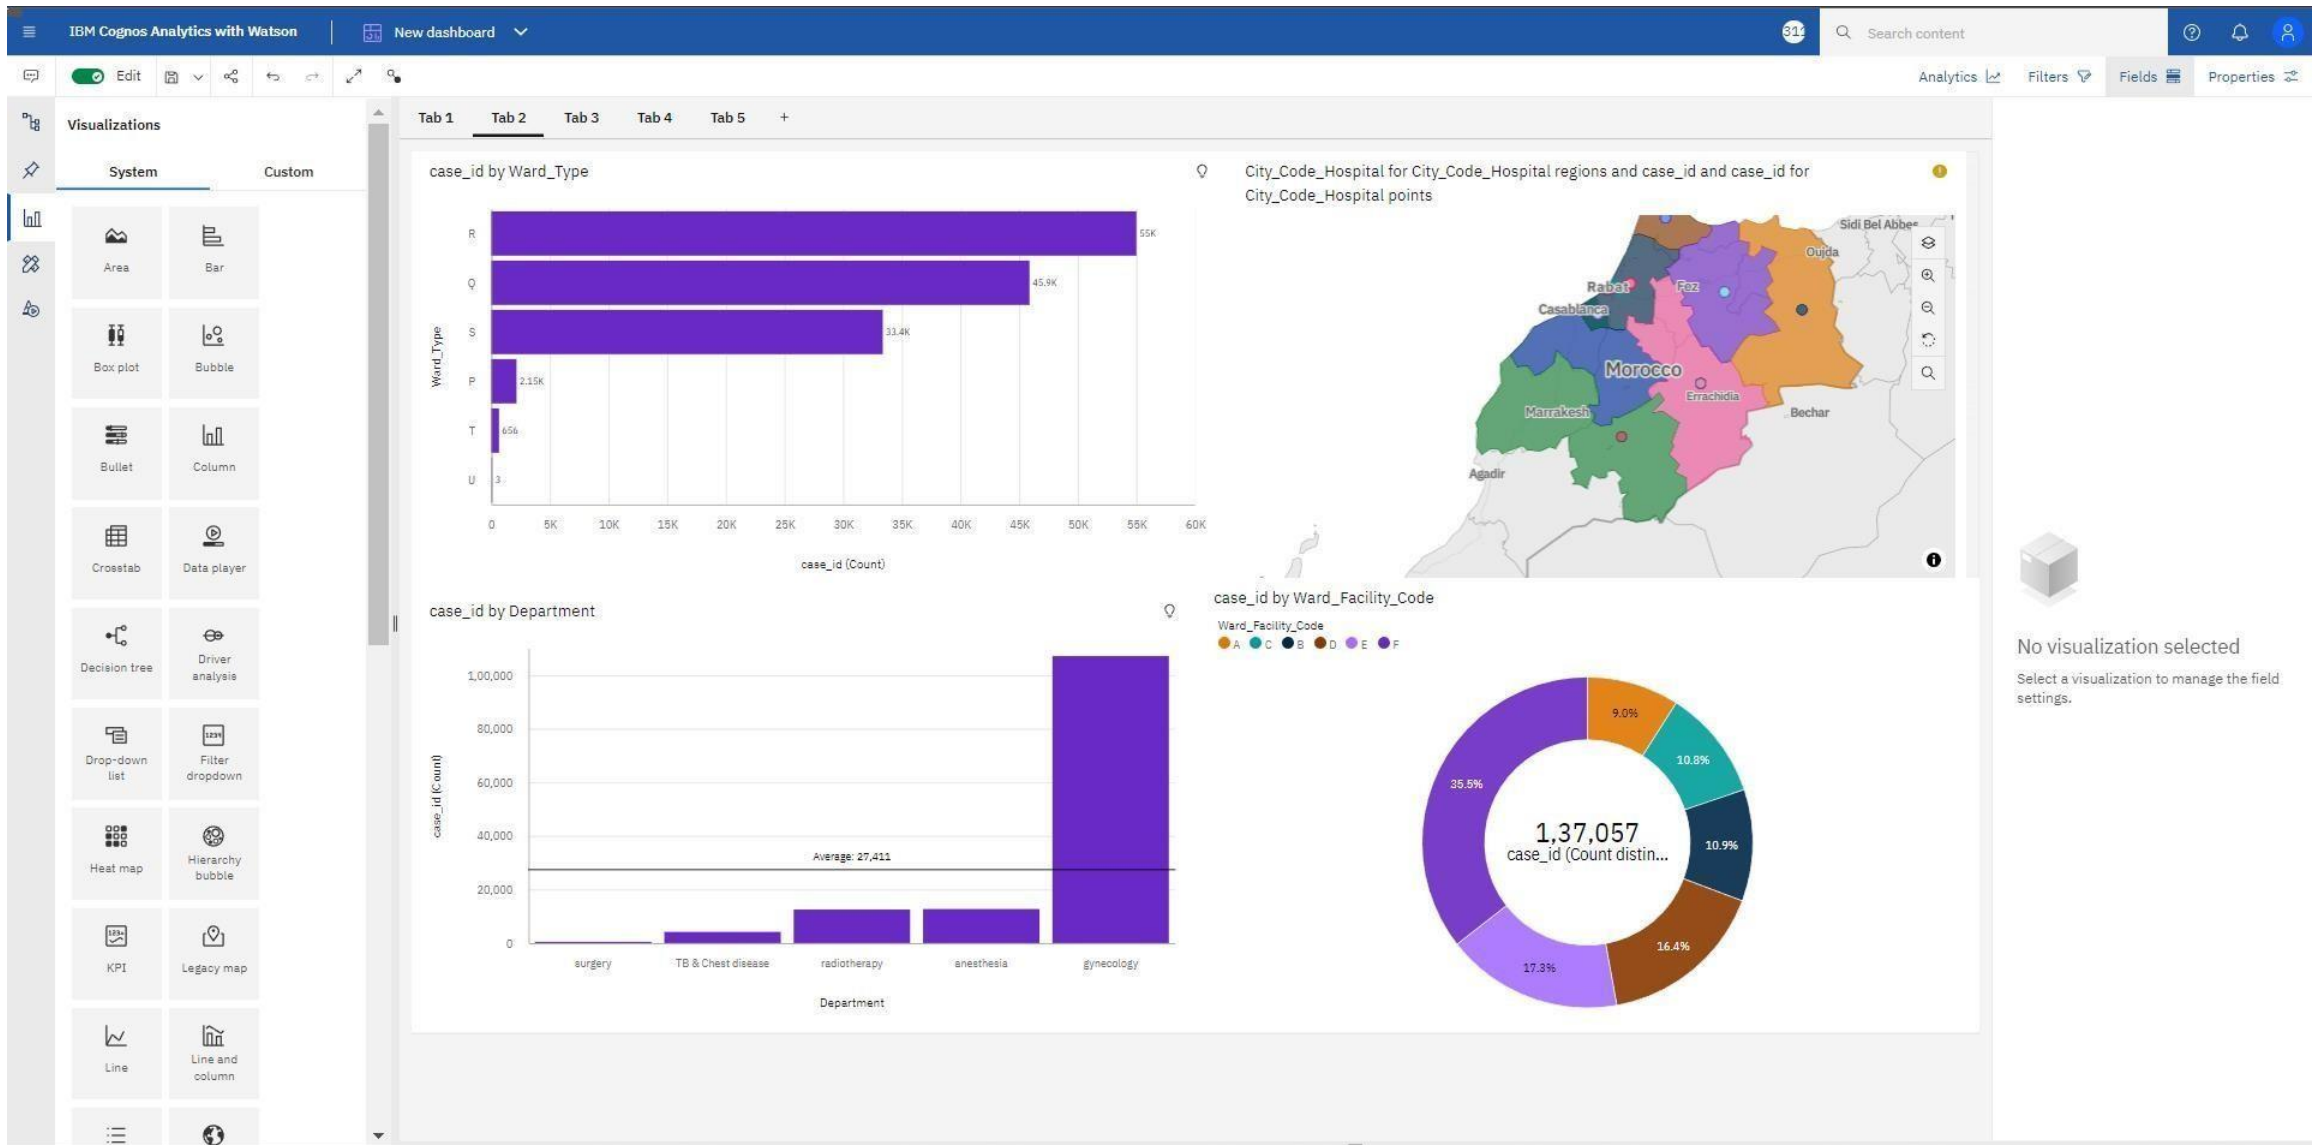 IBM Cognos Analytics with Watson
New dashboard
311
Search content
Edit
Analytics
Filters
Fields
Properties
Visualizations
System
Custom
Area
Bar
Box plot
Bubble
Bullet
Column
Crosstab
Data player
Decision tree
Driver
analysis
Drop-down
list
Filter
dropdown
Heat map
Hierarchy
bubble
KPI
Legacy map
Line
Line and
column
Tab 1
Tab 2
Tab 3
Tab 4
Tab 5
+
case_id by Ward_Type
Ward_Type
R
55K
Q
45.9K
S
33.4K
P
2.15K
T
656
U
3
0
5K
10K
15K
20K
25K
30K
35K
40K
45K
50K
55K
60K
case_id (Count)
City_Code_Hospital for City_Code_Hospital regions and case_id and case_id for
City_Code_Hospital points
Sidi Bel Abbes
Oujda
Rabat
Fez
Casablanca
Morocco
Errachidia
Marrakesh
Bechar
Agadir
case_id by Department
case_id (Count)
1,00,000
80,000
60,000
40,000
20,000
0
Average: 27,411
surgery
TB & Chest disease
radiotherapy
anesthesia
gynecology
Department
case_id by Ward_Facility_Code
Ward_Facility_Code
A C B D E F
9.0%
10.8%
10.9%
16.4%
17.3%
35.5%
1,37,057
case_id (Count distin...
No visualization selected
Select a visualization to manage the field
settings.